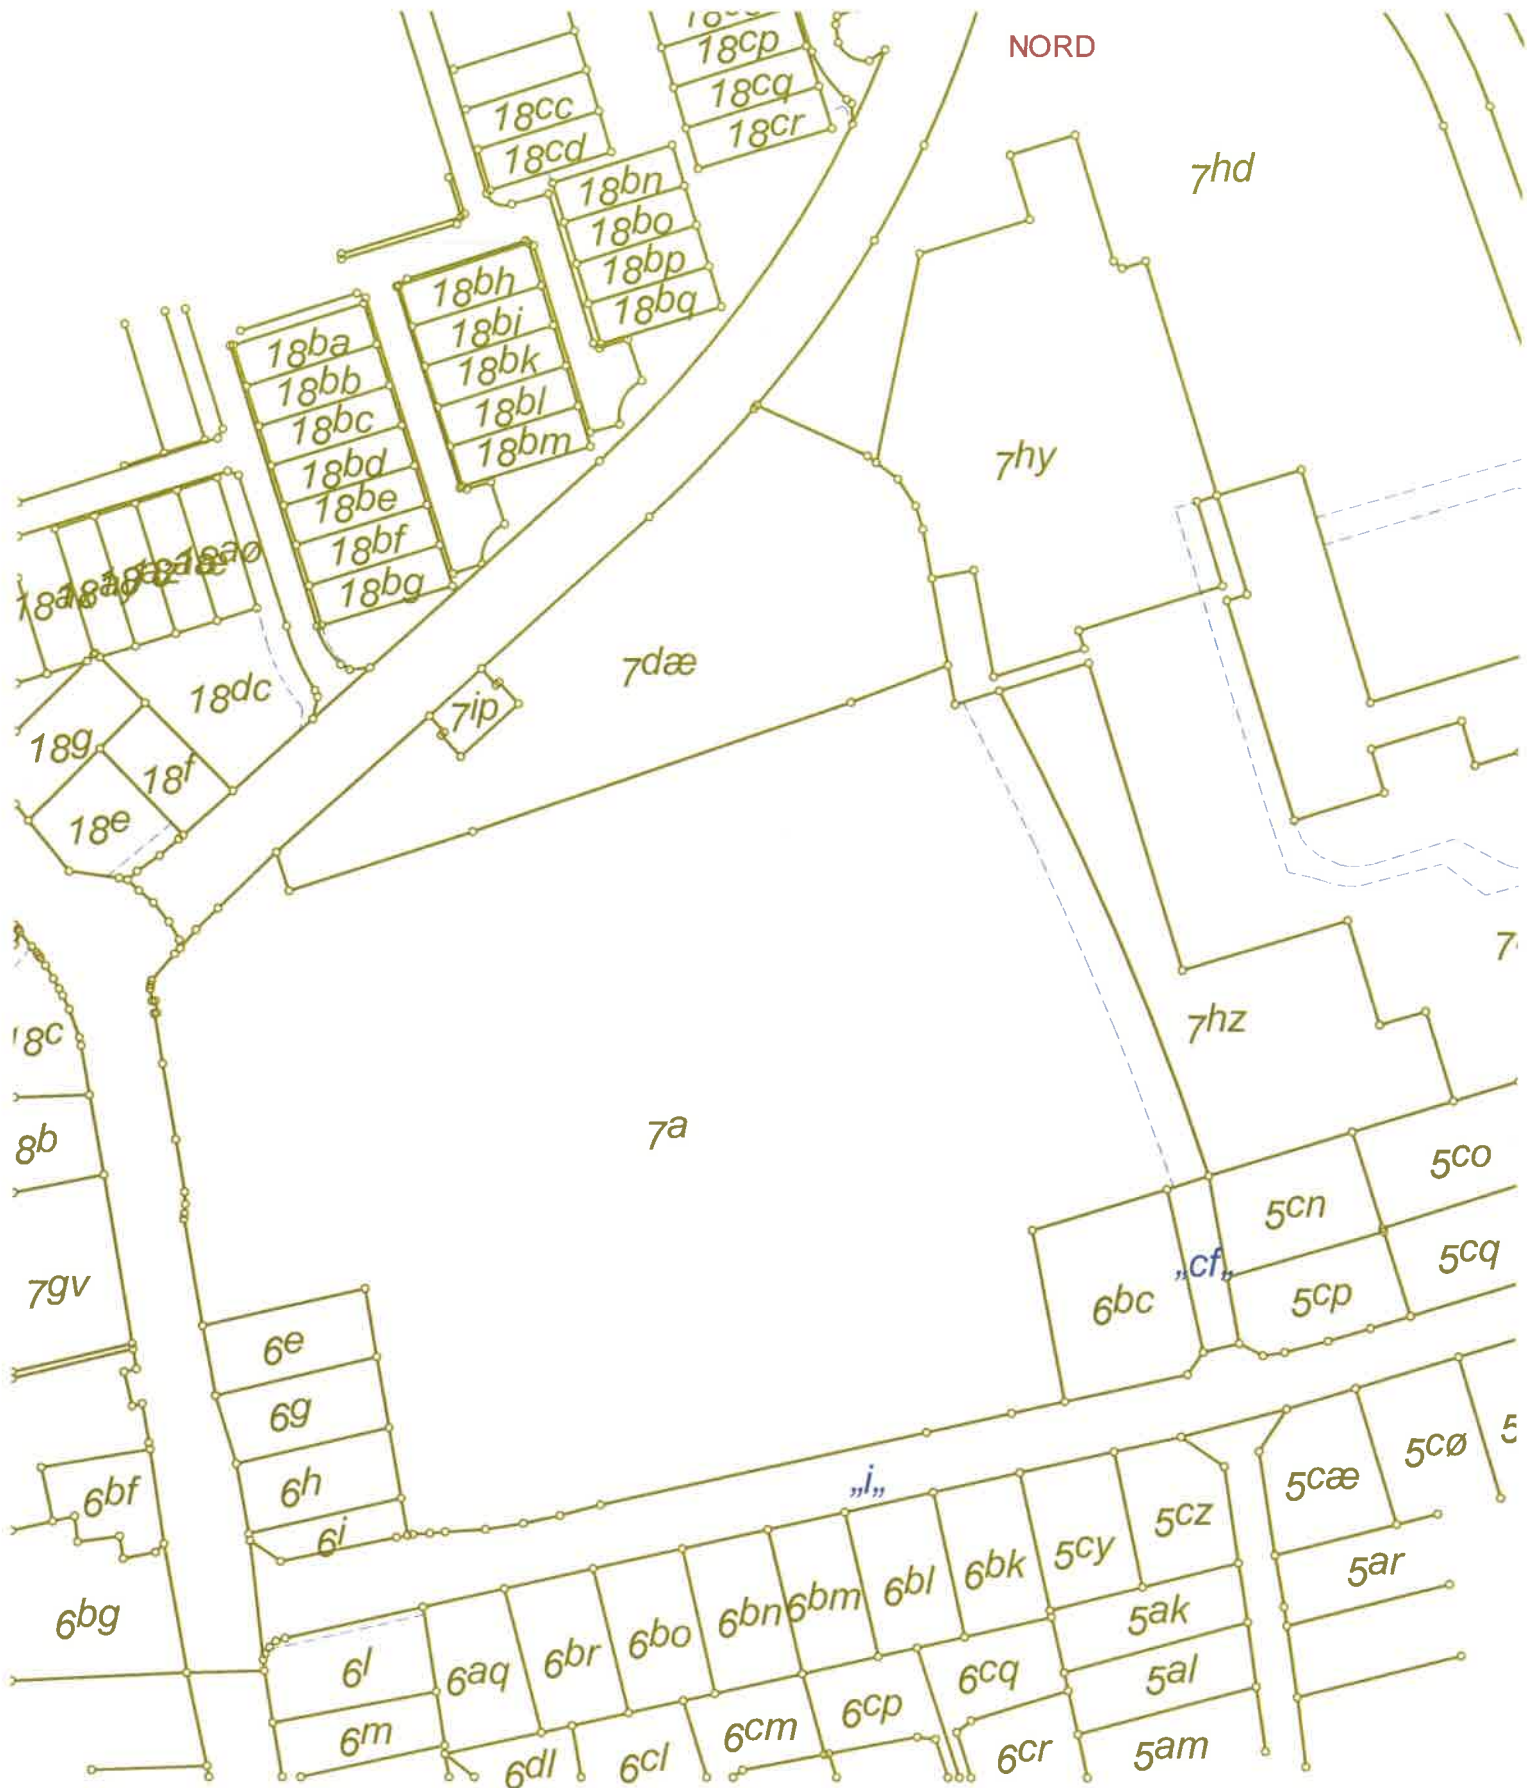 NORD
18cp
18cq
18cr
18cc
18cd
7hd
18bn
18bo
18bp
18bq
18bh
18bi
18bk
18bl
18bm
18ba
18bb
18bc
18bd
18be
18bf
18bg
7hy
18aø
7dæ
18dc
7ip
18g
18f
18e
7hz
18c
7a
8b
5co
5cn
7gv
„cf„
5cq
6bc
5cp
6e
6g
5cø
5cæ
6h
„i„
6bf
6i
5cz
5cy
6bk
6bl
5ar
6bm
6bn
6bg
5ak
6bo
6br
6l
6aq
6cq
5al
6cp
6m
6cm
6cr
5am
6cl
6dl